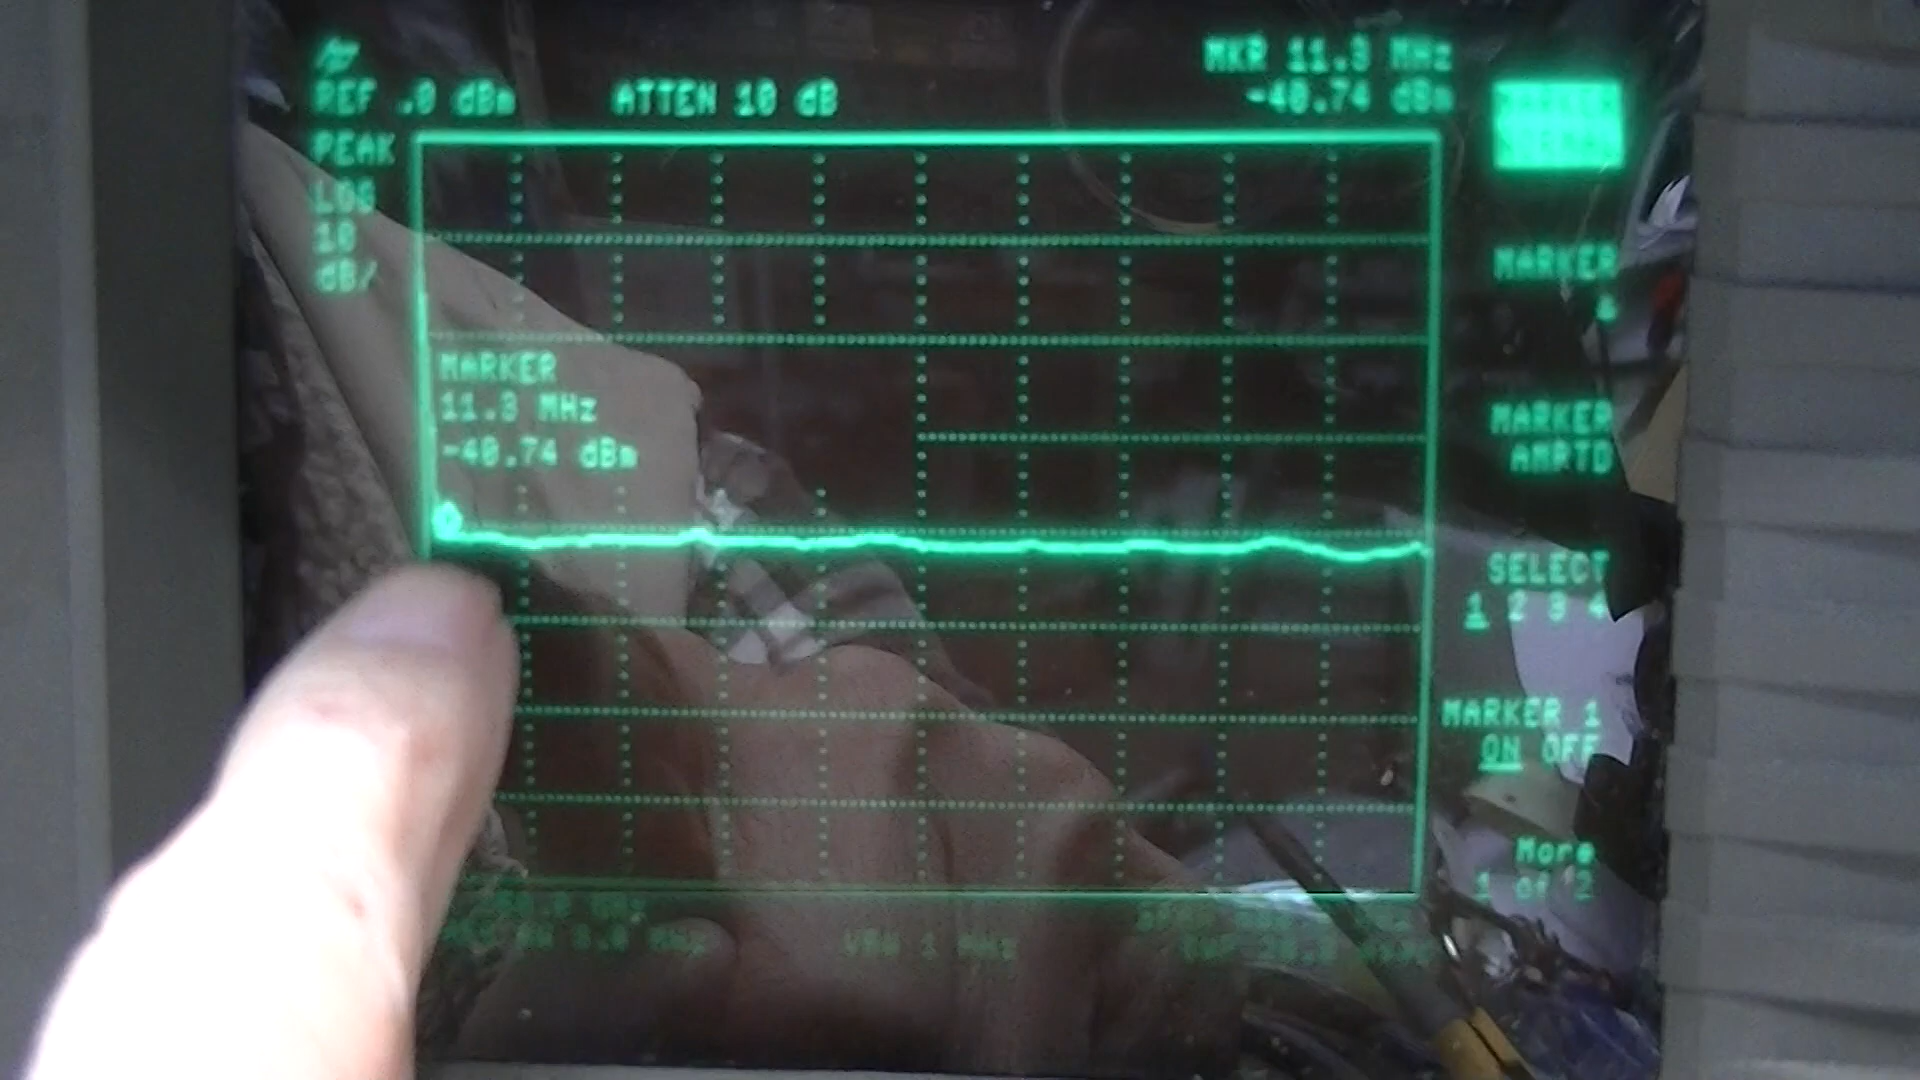 REF .0 dBm
ATTEN 10 dB
MKR 11.3 MHz
-40.74 dBm
PEAK
LOG
10
dB/
MARKER
NORMAL
MARKER
Δ
MARKER
11.3 MHz
-40.74 dBm
MARKER
AMPTD
SELECT
1 2 3 4
MARKER 1
ON OFF
More
1 of 2
VBW 1 MHz